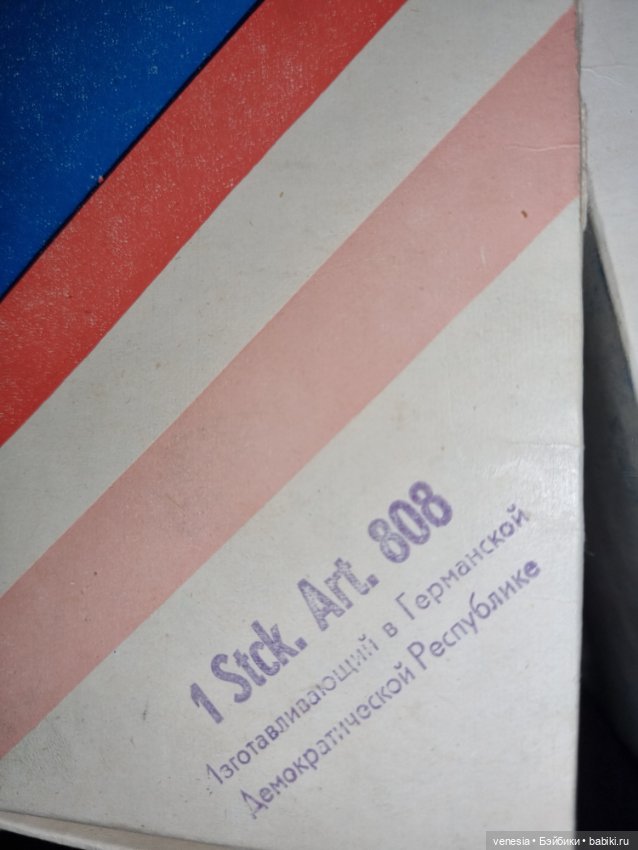 1 Stck. Art. 808
Изготавливающий в Германской
Демократической Республике
venesia • Бэйбики • babiki.ru